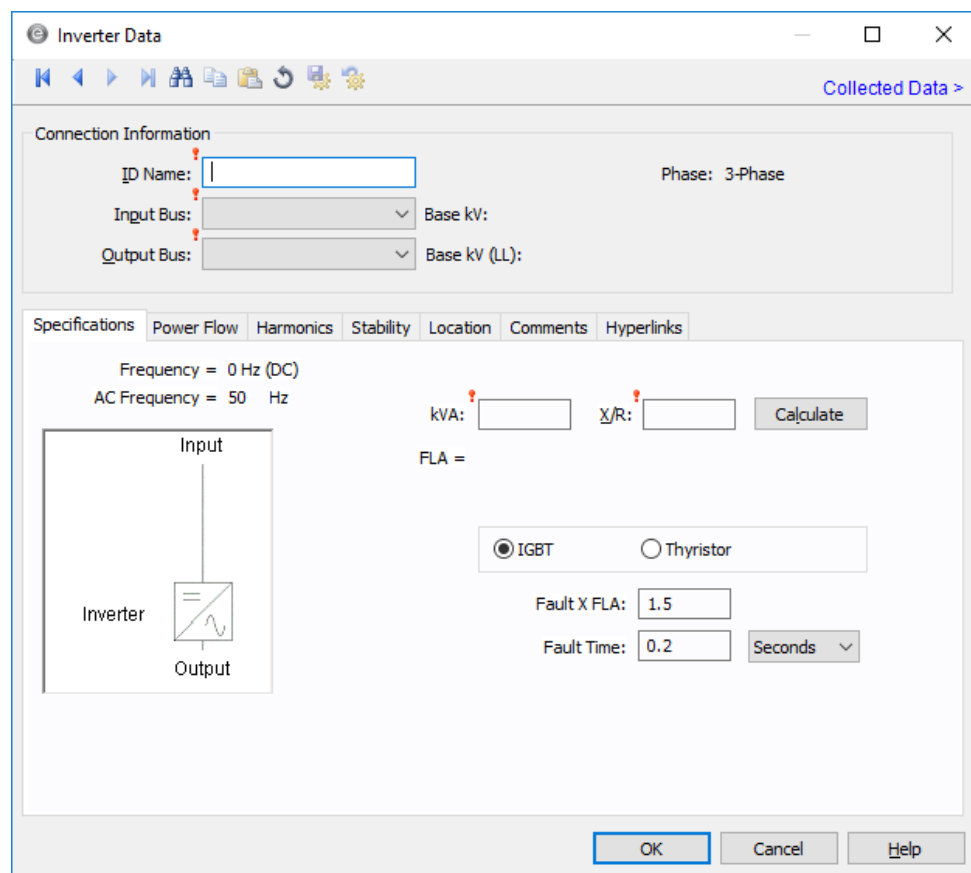 Inverter Data
Collected Data >
Connection Information
ID Name:
Phase: 3-Phase
Input Bus:
Base kV:
Output Bus:
Base kV (LL):
Specifications Power Flow Harmonics Stability Location Comments Hyperlinks
Frequency = 0 Hz (DC)
AC Frequency = 50 Hz
kVA: X/R: Calculate
FLA =
Input
Inverter
Output
IGBT Thyristor
Fault X FLA: 1.5
Fault Time: 0.2 Seconds
OK Cancel Help